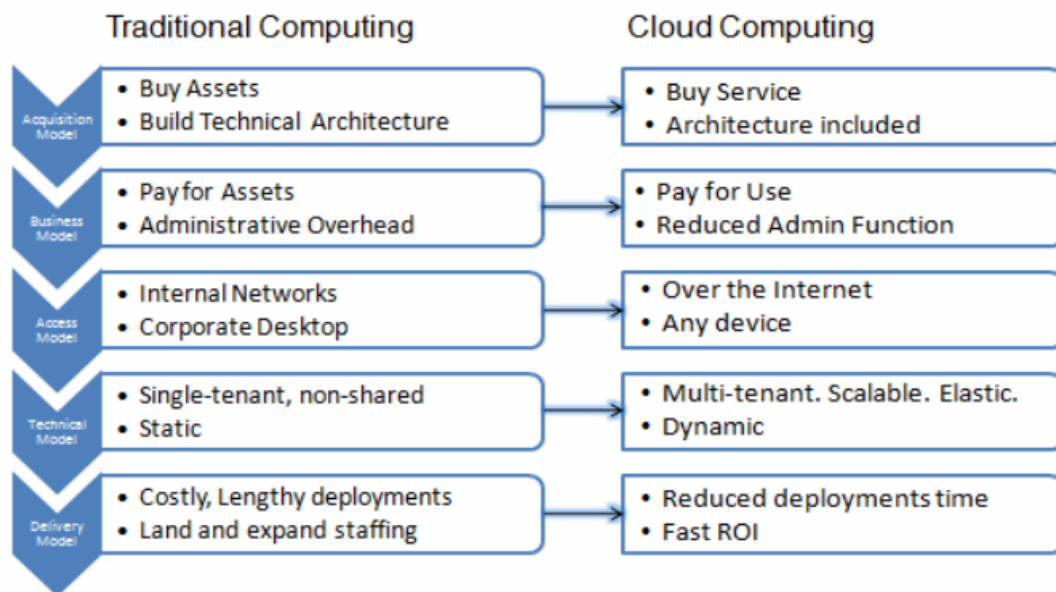 Traditional Computing
Cloud Computing
Acquisition
Model
• Buy Assets
• Build Technical Architecture
• Buy Service
• Architecture included
Business
Model
• Pay for Assets
• Administrative Overhead
• Pay for Use
• Reduced Admin Function
Access
Model
• Internal Networks
• Corporate Desktop
• Over the Internet
• Any device
Technical
Model
• Single-tenant, non-shared
• Static
• Multi-tenant. Scalable. Elastic.
• Dynamic
Delivery
Model
• Costly, Lengthy deployments
• Land and expand staffing
• Reduced deployments time
• Fast ROI